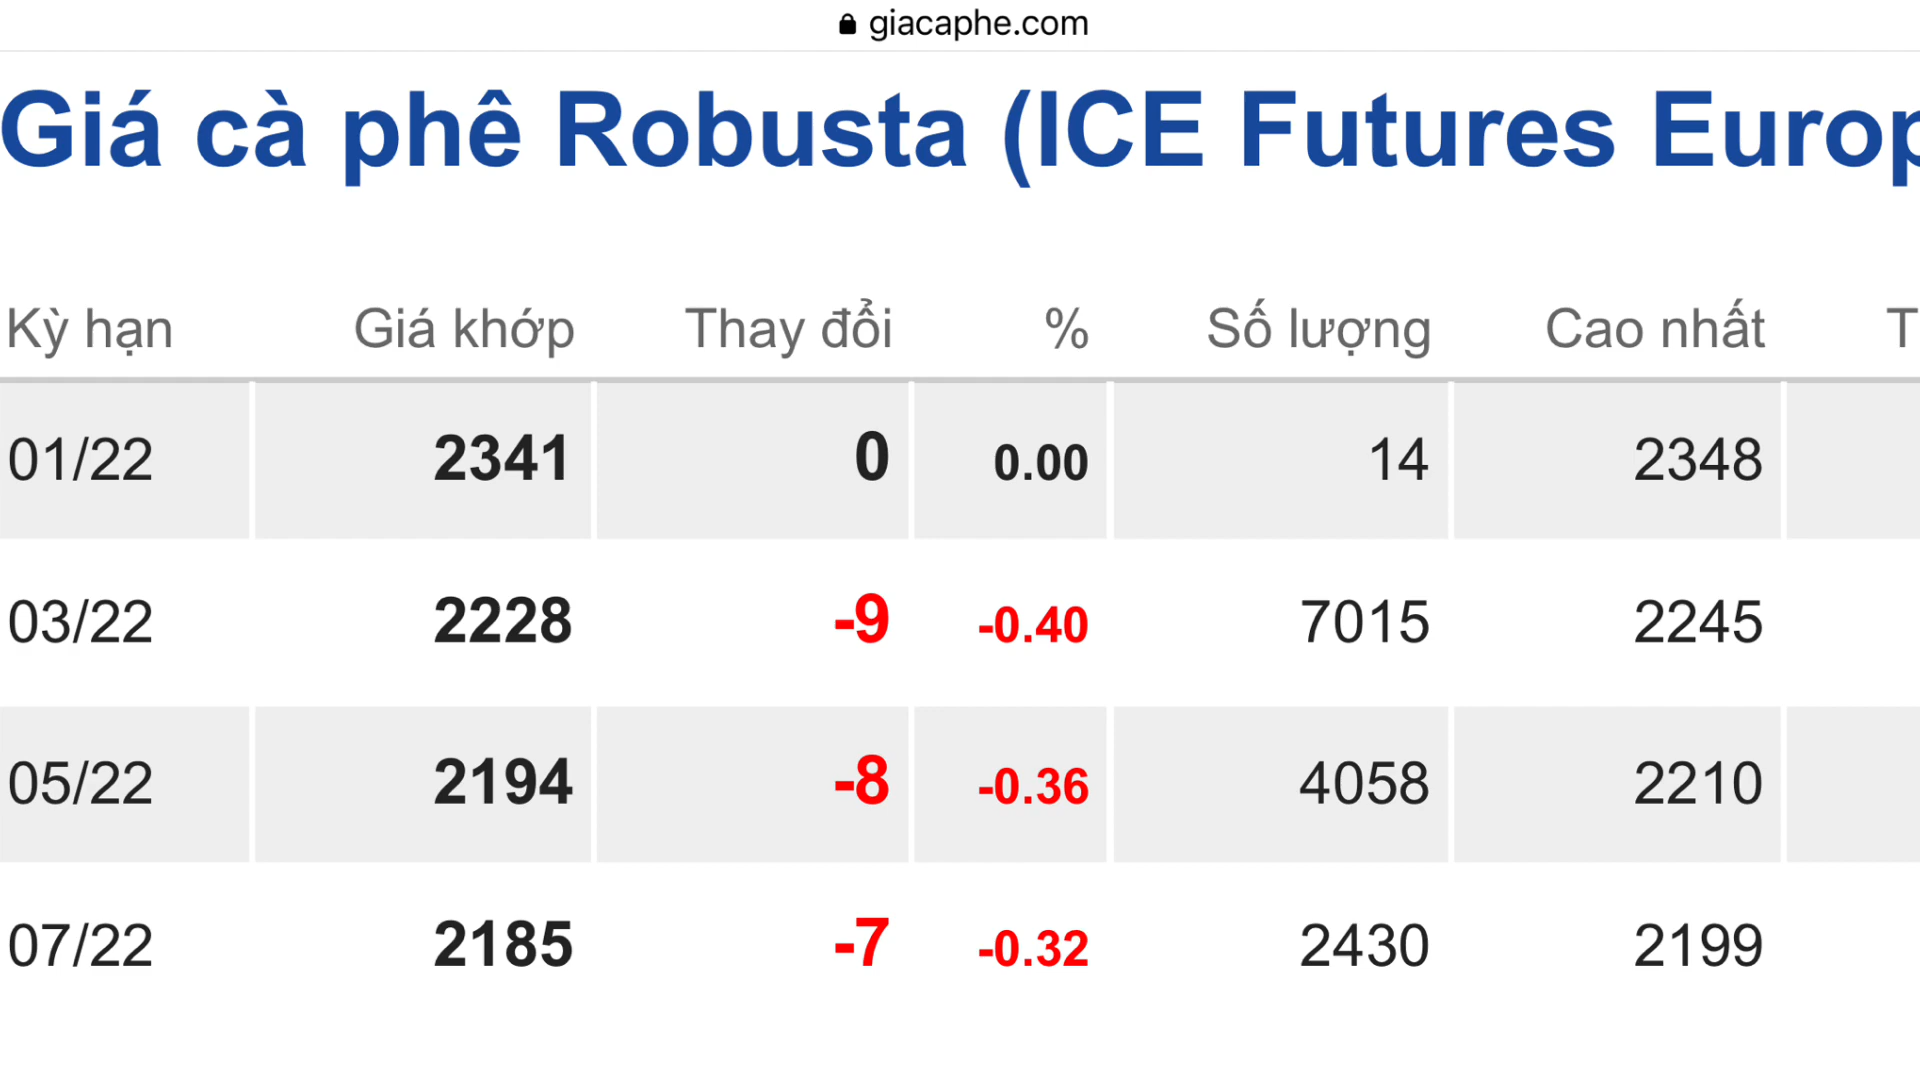 giacaphe.com
Giá cà phê Robusta (ICE Futures Europ
Kỳ hạn Giá khớp Thay đổi % Số lượng Cao nhất T
01/22 2341 0 0.00 14 2348
03/22 2228 -9 -0.40 7015 2245
05/22 2194 -8 -0.36 4058 2210
07/22 2185 -7 -0.32 2430 2199